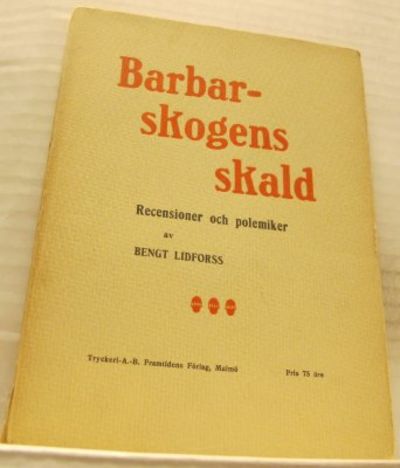 Barbar-
skogens
skald
Recensioner och polemiker
av
BENGT LIDFORSS
Tryckeri-A.-B. Framtidens Förlag, Malmö Pris 75 öre